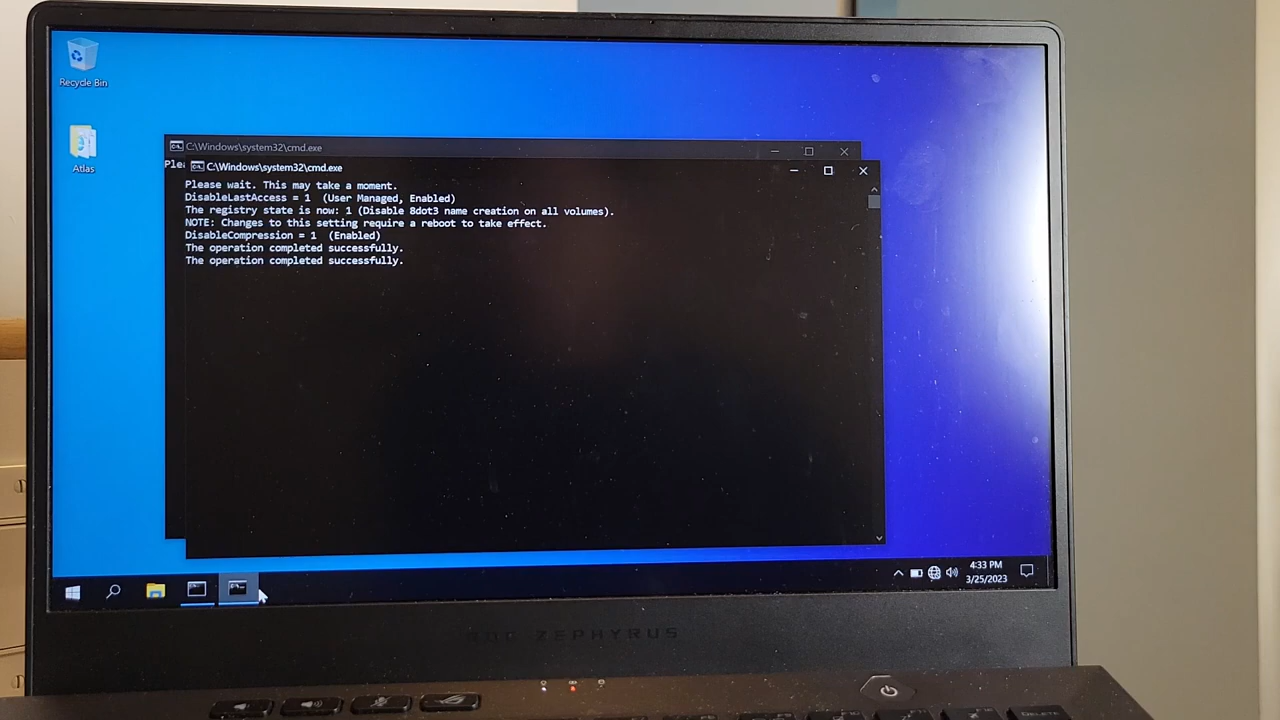 Recycle Bin
Atlas
C:\Windows\system32\cmd.exe
C:\Windows\system32\cmd.exe
Please wait. This may take a moment.
DisableLastAccess = 1 (User Managed, Enabled)
The registry state is now: 1 (Disable 8dot3 name creation on all volumes).
NOTE: Changes to this setting require a reboot to take effect.
DisableCompression = 1 (Enabled)
The operation completed successfully.
The operation completed successfully.
4:33 PM
3/25/2023
ZEPHYRUS
DELETE